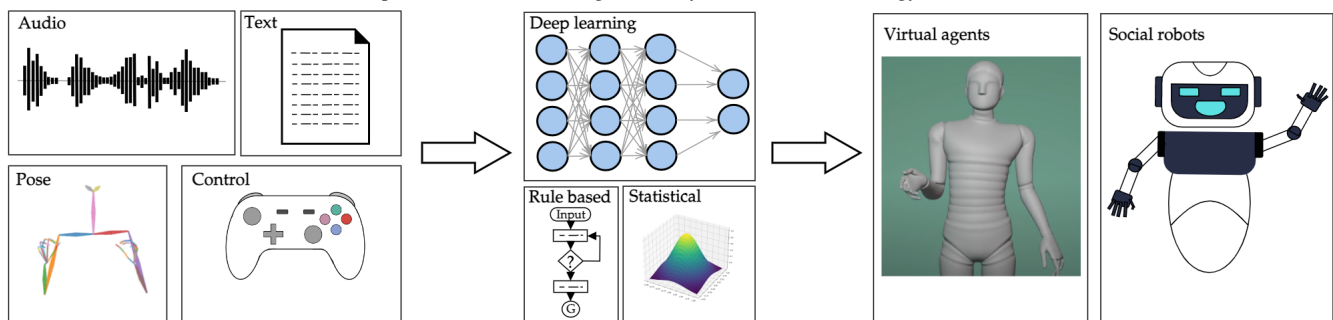 Audio
Text
Pose
Control
Deep learning
Rule based
Input
?
G
Statistical
Virtual agents
Social robots